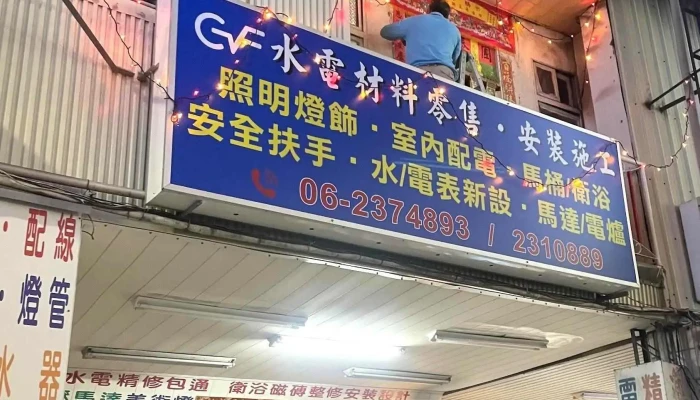 GVF 水電材料零售・安裝施工
照明燈飾・室內配電・馬桶/衛浴
安全扶手・水/電表新設・馬達/電爐
06-2374893 / 2310889
・配線
・燈管
水 器
水電精修包通 衛浴磁磚整修安裝設計